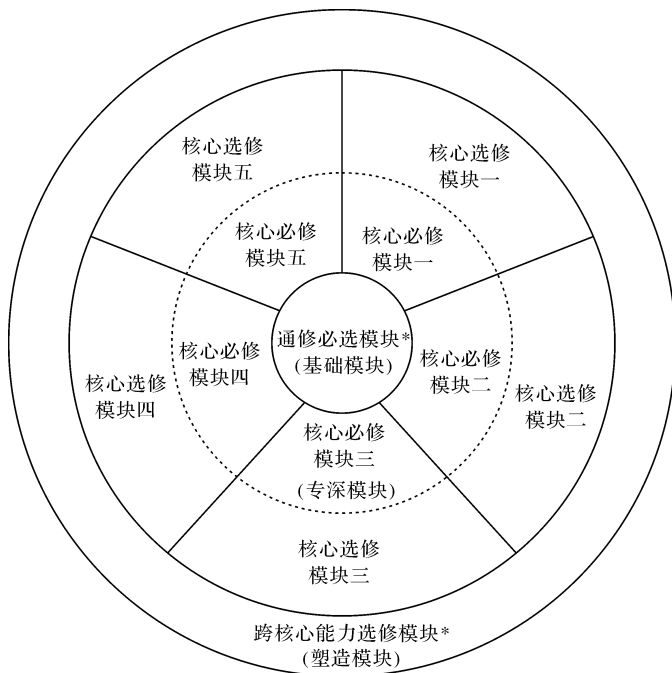 核心选修
模块五
核心选修
模块一
核心必修
模块五
核心必修
模块一
通修必选模块*
(基础模块)
核心必修
模块四
核心必修
模块二
核心选修
模块四
核心选修
模块二
核心必修
模块三
(专深模块)
核心选修
模块三
跨核心能力选修模块*
(塑造模块)